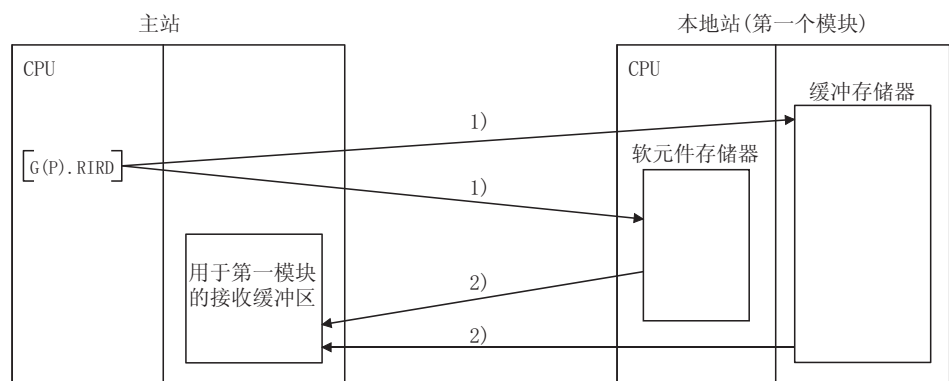 主站
本地站(第一个模块)
CPU
CPU
缓冲存储器
1)
软元件存储器
G(P).RIRD
1)
用于第一模块
的接收缓冲区
2)
2)